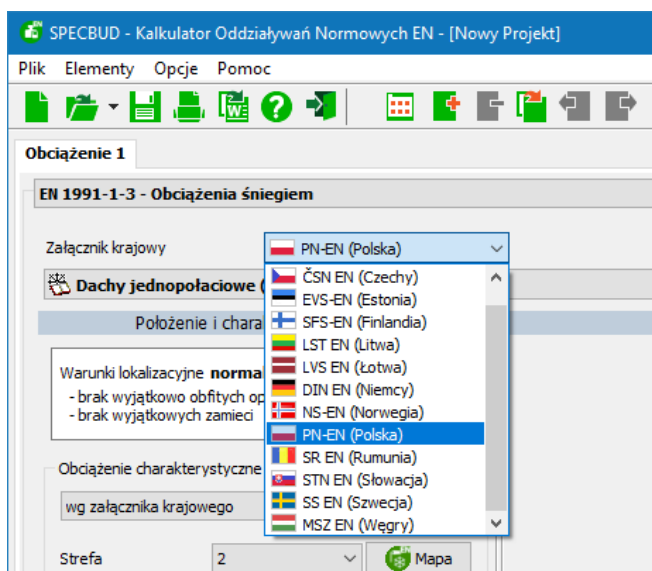 SPECBUD - Kalkulator Oddziaływań Normowych EN - [Nowy Projekt]
Plik Elementy Opcje Pomoc
Obciążenie 1
EN 1991-1-3 - Obciążenia śniegiem
Załącznik krajowy
PN-EN (Polska)
Dachy jednopołaciowe (
Położenie i chara
Warunki lokalizacyjne norma
- brak wyjątkowo obfitych op
- brak wyjątkowych zamieci
Obciążenie charakterystyczne
wg załącznika krajowego
Strefa 2 Mapa
ČSN EN (Czechy)
EVS-EN (Estonia)
SFS-EN (Finlandia)
LST EN (Litwa)
LVS EN (Łotwa)
DIN EN (Niemcy)
NS-EN (Norwegia)
PN-EN (Polska)
SR EN (Rumunia)
STN EN (Słowacja)
SS EN (Szwecja)
MSZ EN (Węgry)